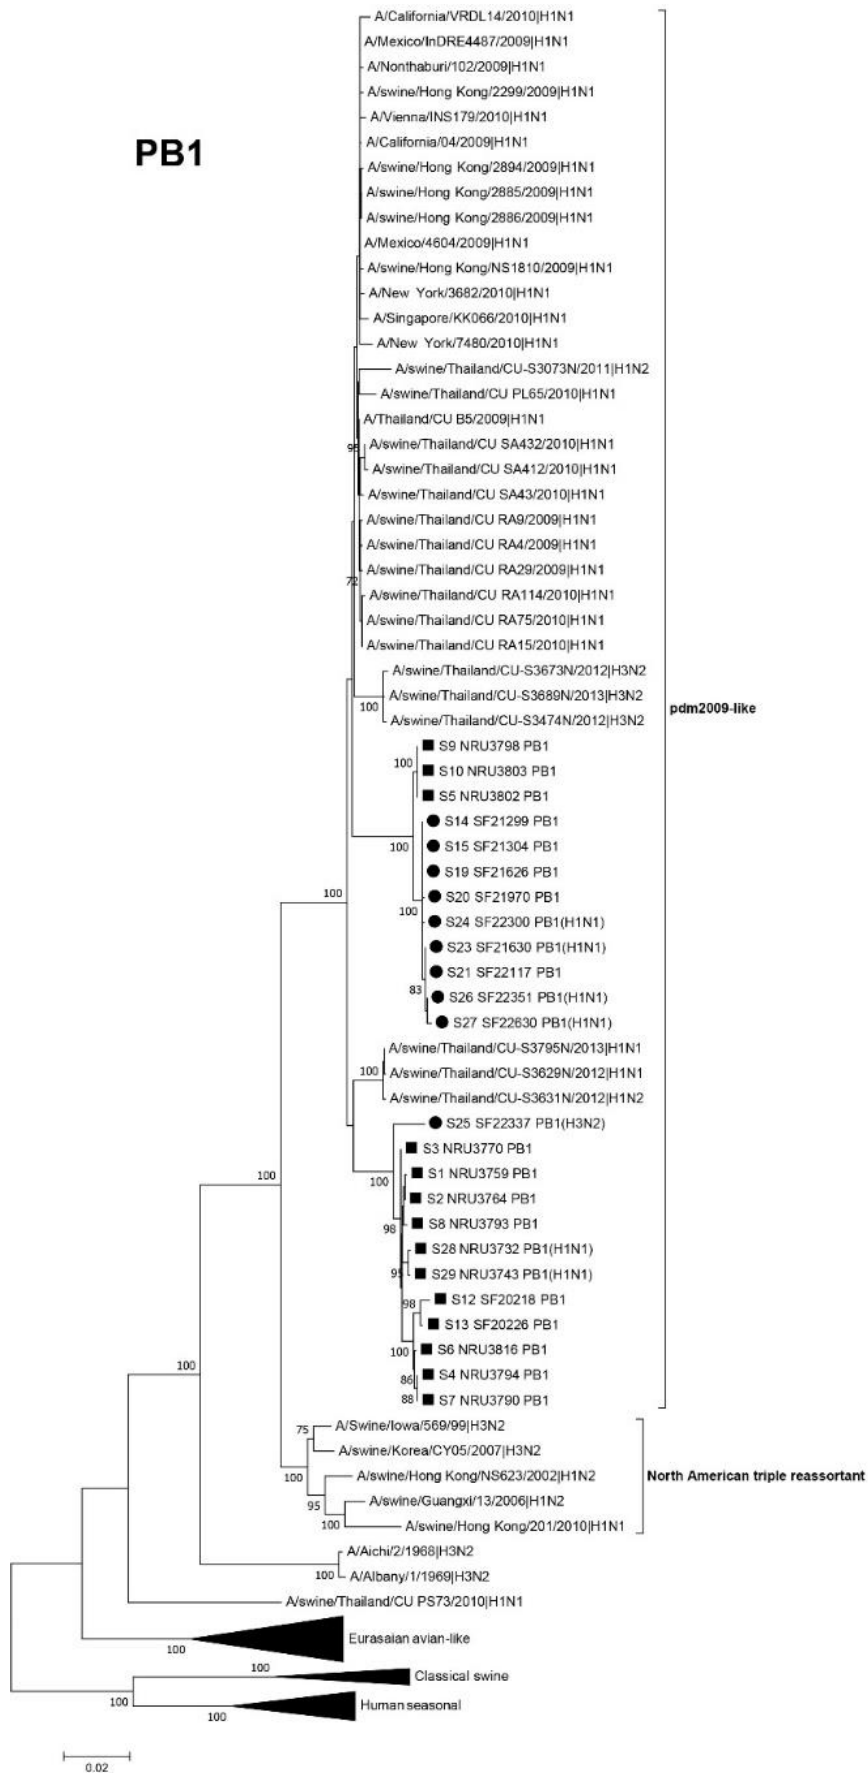 A/California/VRDL14/2010|H1N1
A/Mexico/InDRE4487/2009|H1N1
A/Nonthaburi/102/2009|H1N1
A/swine/Hong Kong/2299/2009|H1N1
A/Vienna/INS179/2010|H1N1
PB1
A/California/04/2009|H1N1
A/swine/Hong Kong/2894/2009|H1N1
A/swine/Hong Kong/2885/2009|H1N1
A/swine/Hong Kong/2886/2009|H1N1
A/Mexico/4604/2009|H1N1
A/swine/Hong Kong/NS1810/2009|H1N1
A/New York/3682/2010|H1N1
A/Singapore/KK066/2010|H1N1
A/New York/7480/2010|H1N1
A/swine/Thailand/CU-S3073N/2011|H1N2
A/swine/Thailand/CU PL65/2010|H1N1
A/Thailand/CU B5/2009|H1N1
A/swine/Thailand/CU SA432/2010|H1N1
95
A/swine/Thailand/CU SA412/2010|H1N1
A/swine/Thailand/CU SA43/2010|H1N1
A/swine/Thailand/CU RA9/2009|H1N1
A/swine/Thailand/CU RA4/2009|H1N1
A/swine/Thailand/CU RA29/2009|H1N1
72
A/swine/Thailand/CU RA114/2010|H1N1
A/swine/Thailand/CU RA75/2010|H1N1
A/swine/Thailand/CU RA15/2010|H1N1
A/swine/Thailand/CU-S3673N/2012|H3N2
A/swine/Thailand/CU-S3689N/2013|H3N2
100
pdm2009-like
A/swine/Thailand/CU-S3474N/2012|H3N2
S9 NRU3798 PB1
100
S10 NRU3803 PB1
S5 NRU3802 PB1
S14 SF21299 PB1
100
S15 SF21304 PB1
S19 SF21626 PB1
100
S20 SF21970 PB1
100
S24 SF22300 PB1(H1N1)
S23 SF21630 PB1(H1N1)
S21 SF22117 PB1
83
S26 SF22351 PB1(H1N1)
S27 SF22630 PB1(H1N1)
A/swine/Thailand/CU-S3795N/2013|H1N1
100
A/swine/Thailand/CU-S3629N/2012|H1N1
A/swine/Thailand/CU-S3631N/2012|H1N2
S25 SF22337 PB1(H3N2)
S3 NRU3770 PB1
100
100
S1 NRU3759 PB1
S2 NRU3764 PB1
98
S8 NRU3793 PB1
S28 NRU3732 PB1(H1N1)
95
S29 NRU3743 PB1(H1N1)
98
S12 SF20218 PB1
S13 SF20226 PB1
100
S6 NRU3816 PB1
100
86
S4 NRU3794 PB1
88
S7 NRU3790 PB1
75
A/Swine/Iowa/569/99|H3N2
A/swine/Korea/CY05/2007|H3N2
100
A/swine/Hong Kong/NS623/2002|H1N2
North American triple reassortant
95
A/swine/Guangxi/13/2006|H1N2
100
A/swine/Hong Kong/201/2010|H1N1
A/Aichi/2/1968|H3N2
100
A/Albany/1/1969|H3N2
A/swine/Thailand/CU PS73/2010|H1N1
Eurasaian avian-like
100
100
Classical swine
100
Human seasonal
100
0.02